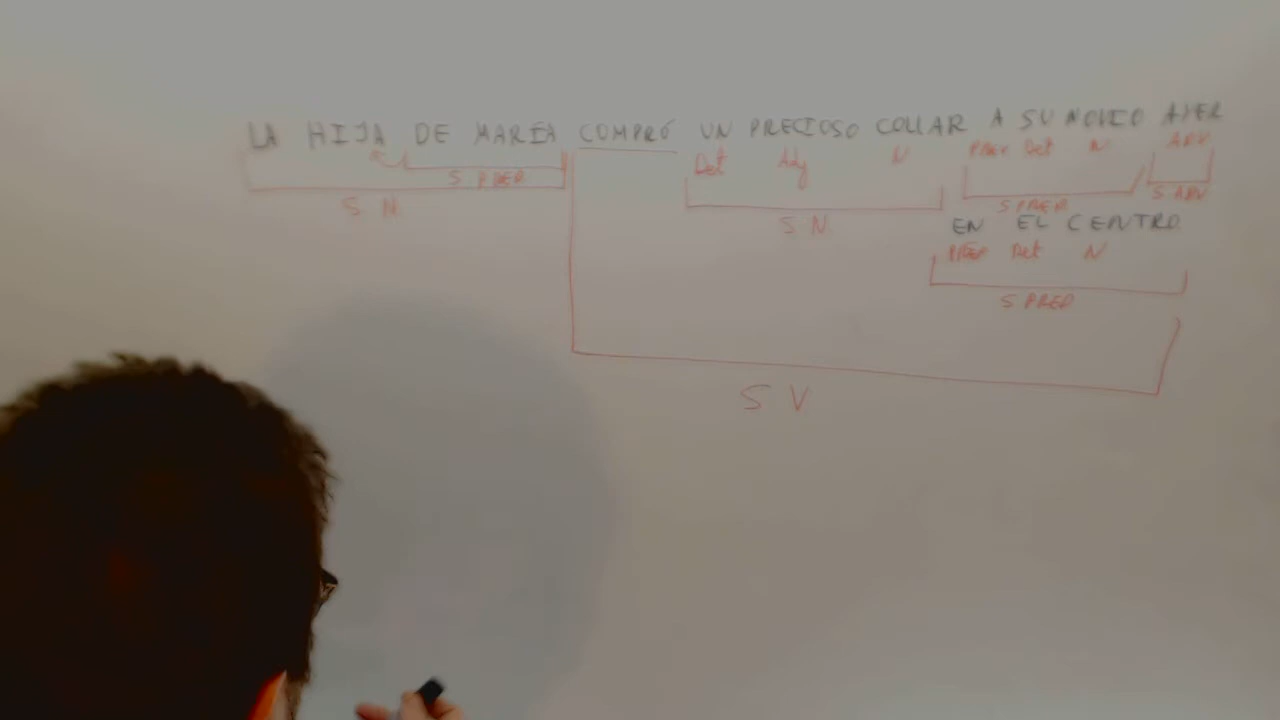 LA HIJA DE MARÍA COMPRÓ UN PRECIOSO COLLAR A SU NOVIO AYER
Det Adj N PREP Det N ADV
S PREP
S N
S N
S PREP
S ADV
EN EL CENTRO
PREP Det N
S PREP
S V